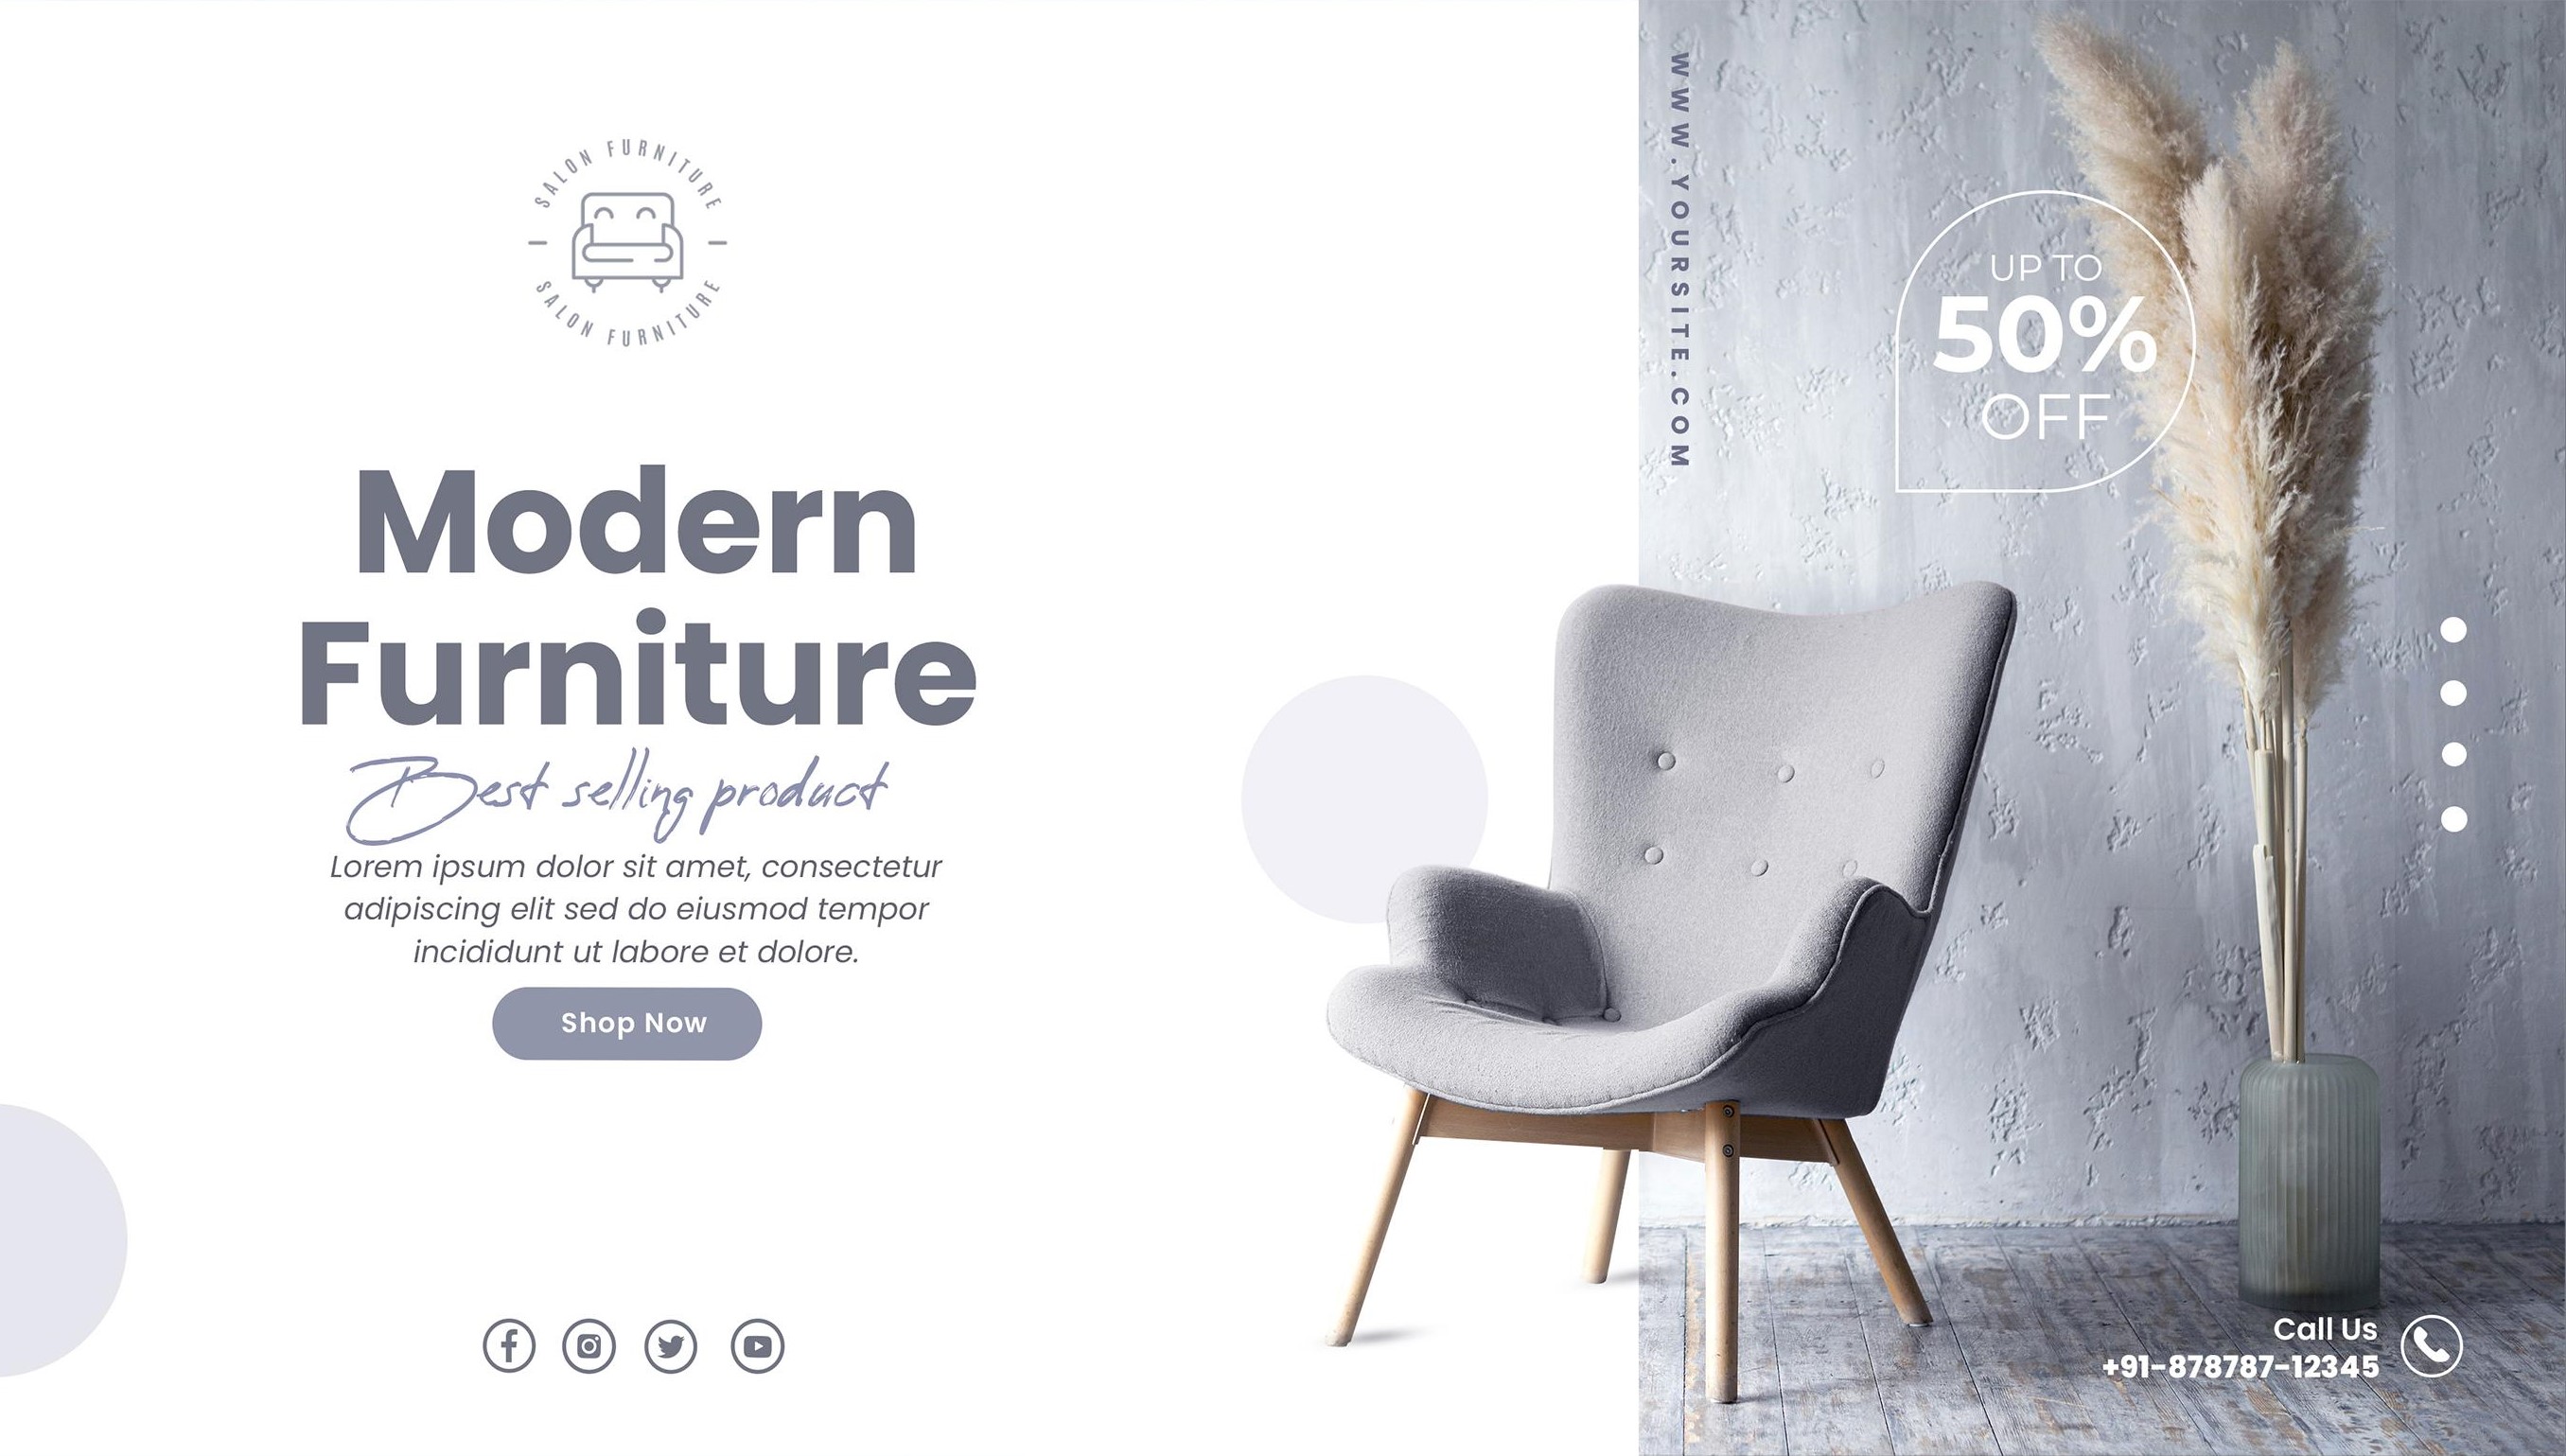 SALON FURNITURE
SALON FURNITURE
Modern
Furniture
Best selling product
Lorem ipsum dolor sit amet, consectetur
adipiscing elit sed do eiusmod tempor
incididunt ut labore et dolore.
Shop Now
WWW.YOURSITE.COM
UP TO
50%
OFF
Call Us
+91-878787-12345